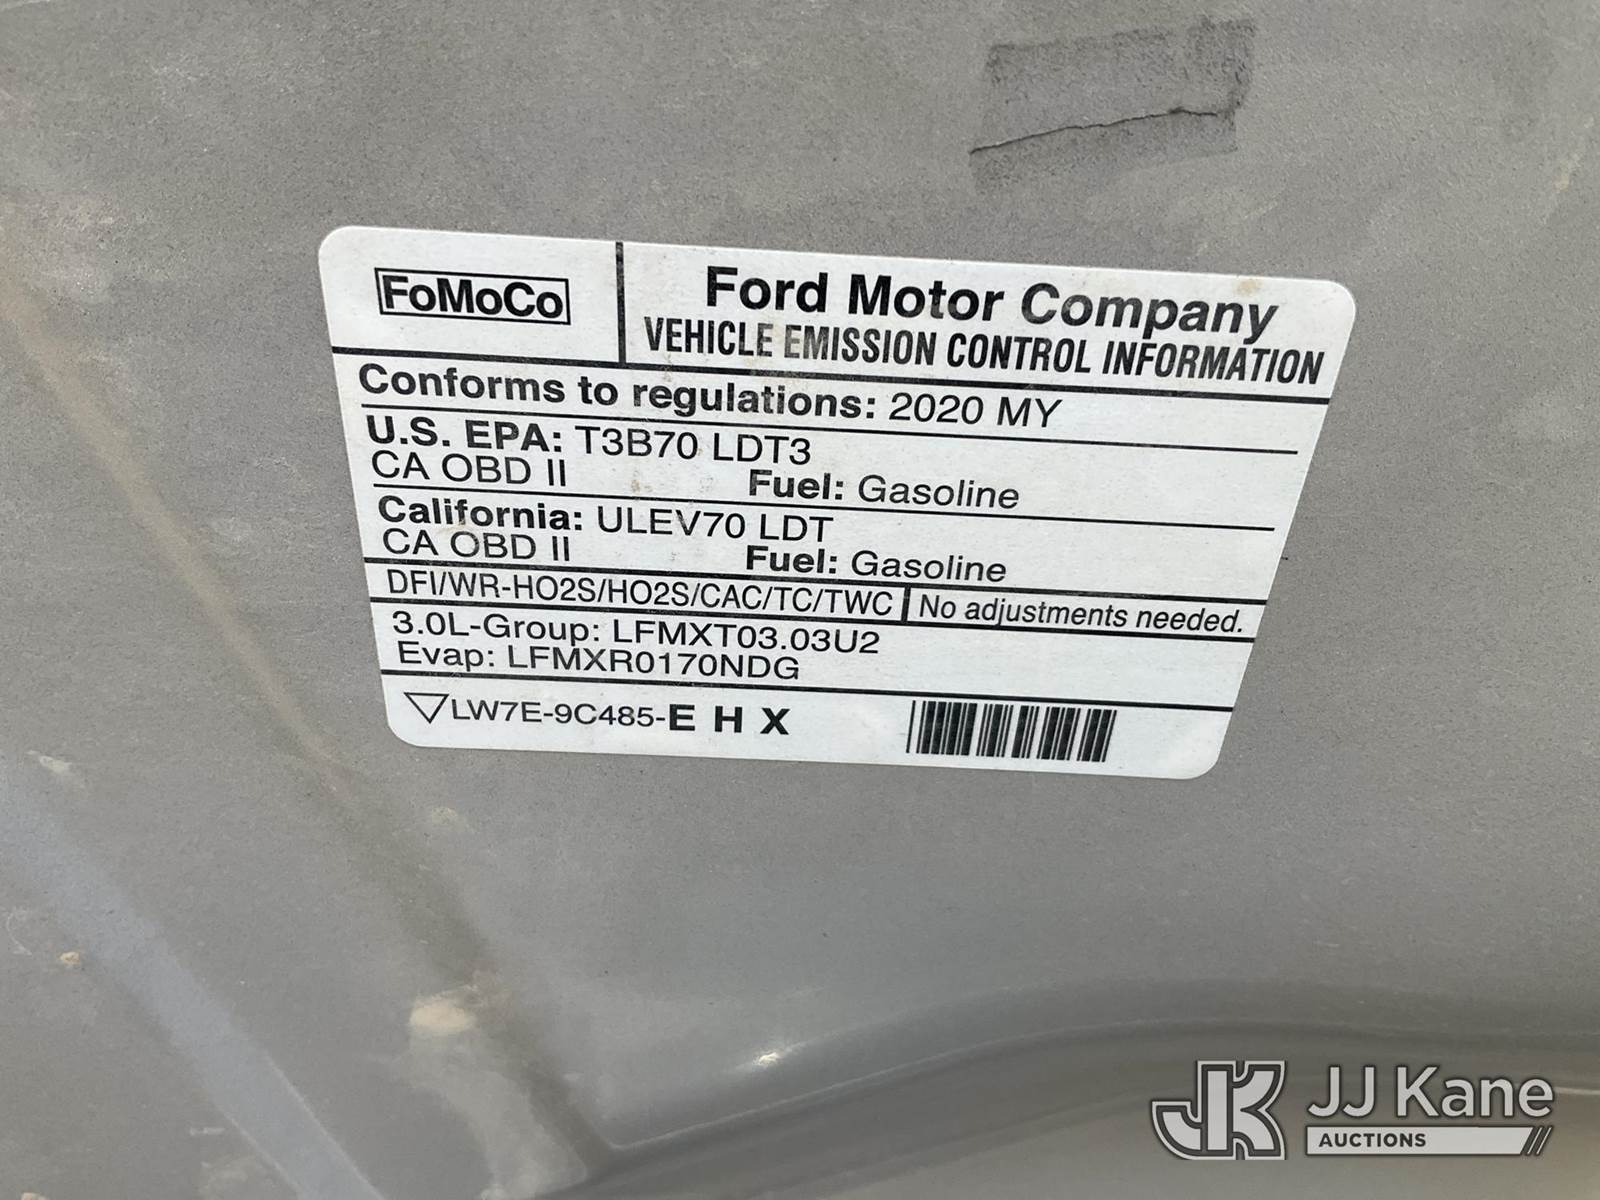 FoMoCo
Ford Motor Company
VEHICLE EMISSION CONTROL INFORMATION
Conforms to regulations: 2020 MY
U.S. EPA: T3B70 LDT3
CA OBD II Fuel: Gasoline
California: ULEV70 LDT
CA OBD II Fuel: Gasoline
DFI/WR-HO2S/HO2S/CAC/TC/TWC No adjustments needed.
3.0L-Group: LFMXT03.03U2
Evap: LFMXR0170NDG
LW7E-9C485-E H X
JK JJ Kane
AUCTIONS